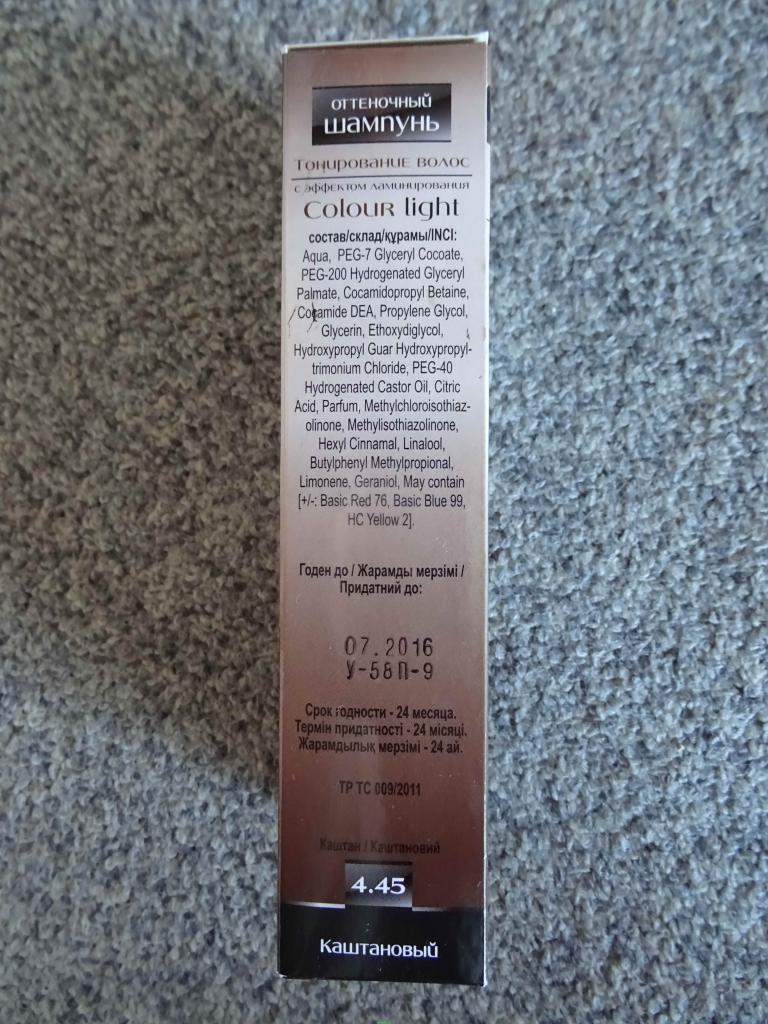 оттеночный
шампунь
Тонирование волос
с эффектом ламинирования
Colour light
состав/склад/құрамы/INCI:
Aqua, PEG-7 Glyceryl Cocoate,
PEG-200 Hydrogenated Glyceryl
Palmate, Cocamidopropyl Betaine,
Cocamide DEA, Propylene Glycol,
Glycerin, Ethoxydiglycol,
Hydroxypropyl Guar Hydroxypropyl-
trimonium Chloride, PEG-40
Hydrogenated Castor Oil, Citric
Acid, Parfum, Methylchloroisothiaz-
olinone, Methylisothiazolinone,
Hexyl Cinnamal, Linalool,
Butylphenyl Methylpropional,
Limonene, Geraniol, May contain
[+/-: Basic Red 76, Basic Blue 99,
HC Yellow 2].
Годен до / Жарамды мерзімі /
Придатний до:
07.2016
У-58П-9
Срок годности - 24 месяца.
Термін придатності - 24 місяці.
Жарамдылық мерзімі - 24 ай.
ТР ТС 009/2011
Каштан / Каштановий
4.45
Каштановый